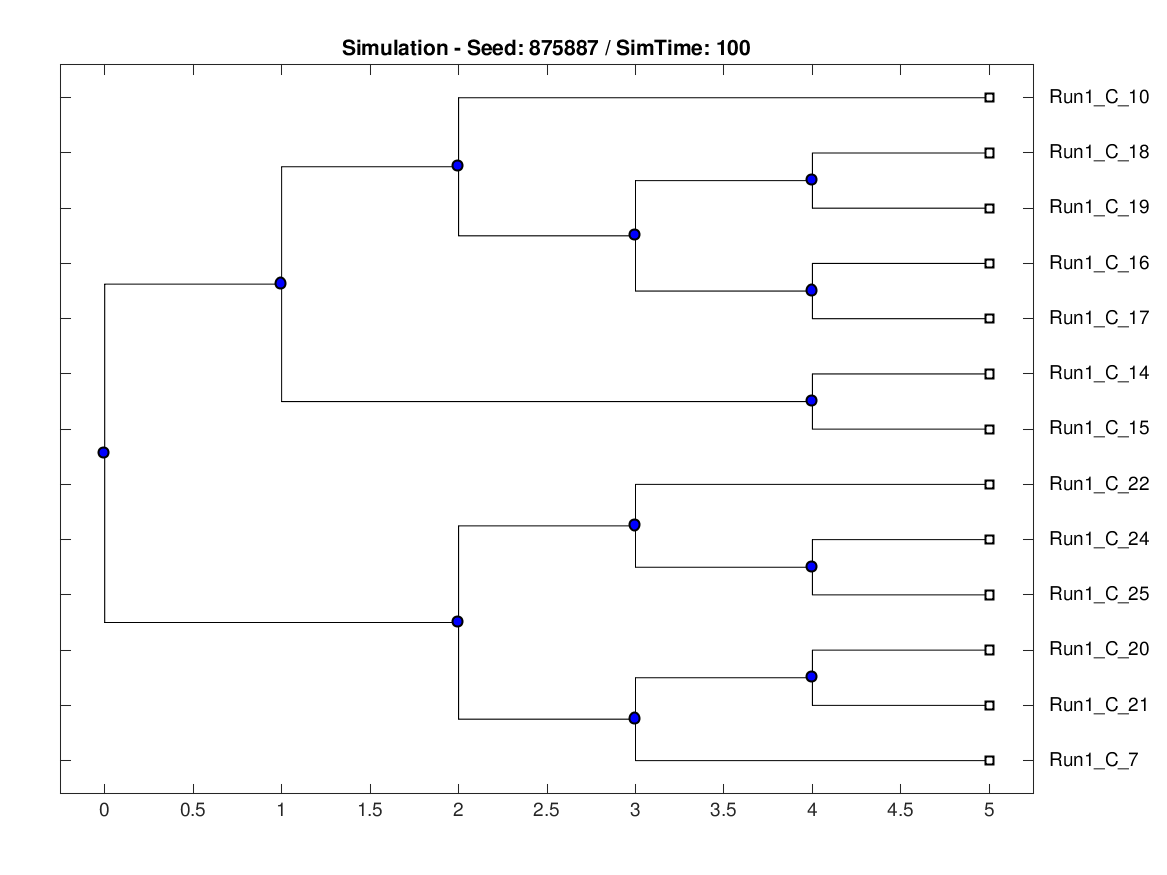 Simulation - Seed: 875887 / SimTime: 100
Run1_C_10
Run1_C_18
Run1_C_19
Run1_C_16
Run1_C_17
Run1_C_14
Run1_C_15
Run1_C_22
Run1_C_24
Run1_C_25
Run1_C_20
Run1_C_21
Run1_C_7
0 0.5 1 1.5 2 2.5 3 3.5 4 4.5 5